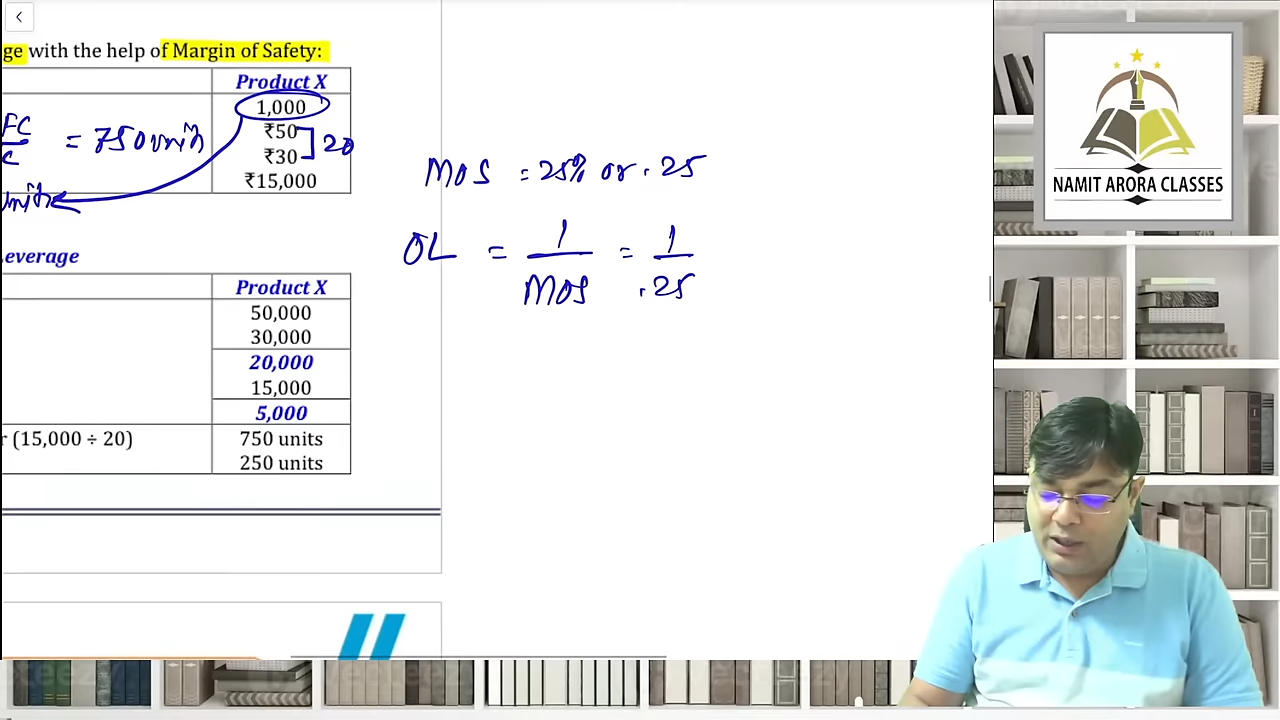 ge with the help of Margin of Safety:
Product X
1,000
₹50
₹30
] 20
₹15,000
FC
C
= 750 units
units
MOS = 25% or .25
OL = 1/MOS = 1/.25
Leverage
Product X
50,000
30,000
20,000
15,000
5,000
r (15,000 ÷ 20) 750 units
250 units
NAMIT ARORA CLASSES